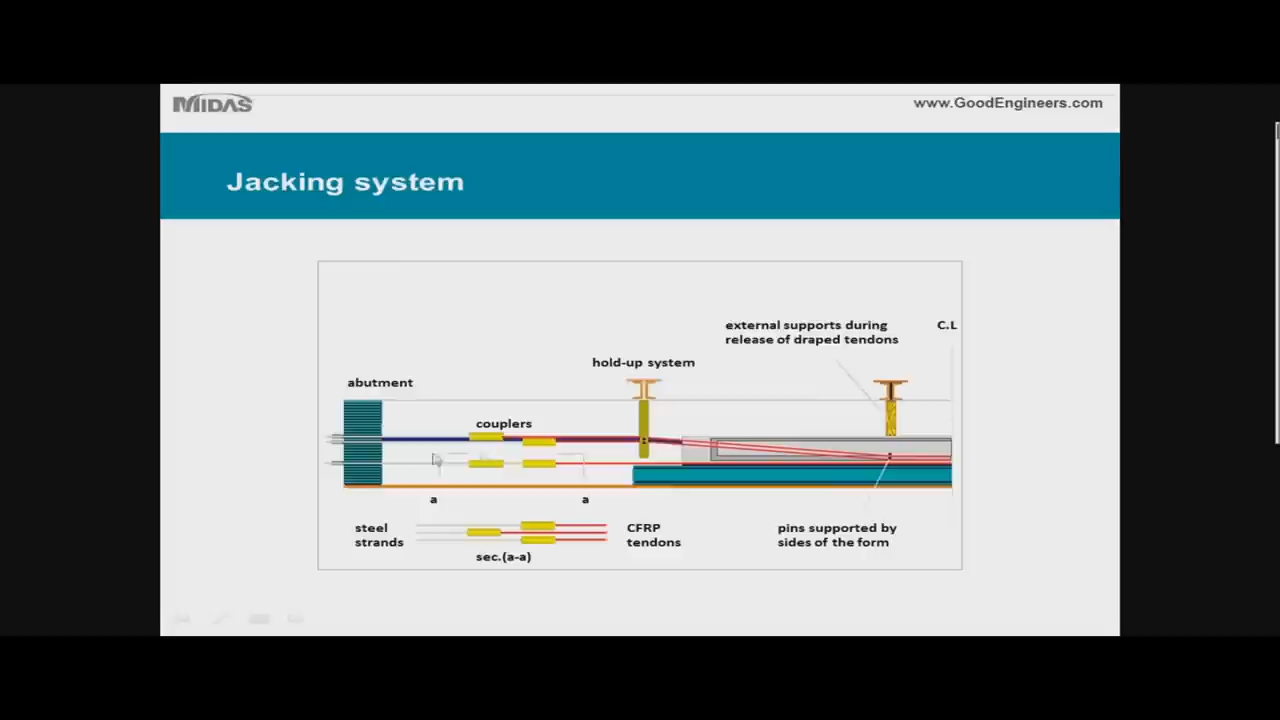 MIDAS
www.GoodEngineers.com
Jacking system
external supports during
release of draped tendons
C.L
hold-up system
abutment
couplers
a
a
steel
strands
CFRP
tendons
sec.(a-a)
pins supported by
sides of the form